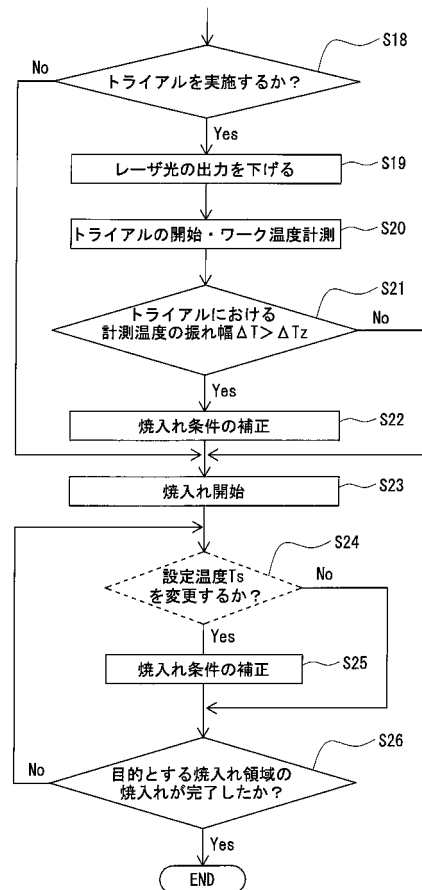 S18
No
トライアルを実施するか？
Yes
レーザ光の出力を下げる
S19
トライアルの開始・ワーク温度計測
S20
S21
トライアルにおける
計測温度の振れ幅ΔT＞ΔTz
No
Yes
焼入れ条件の補正
S22
焼入れ開始
S23
S24
設定温度Ts
を変更するか？
No
Yes
焼入れ条件の補正
S25
S26
No
目的とする焼入れ領域の
焼入れが完了したか？
Yes
END